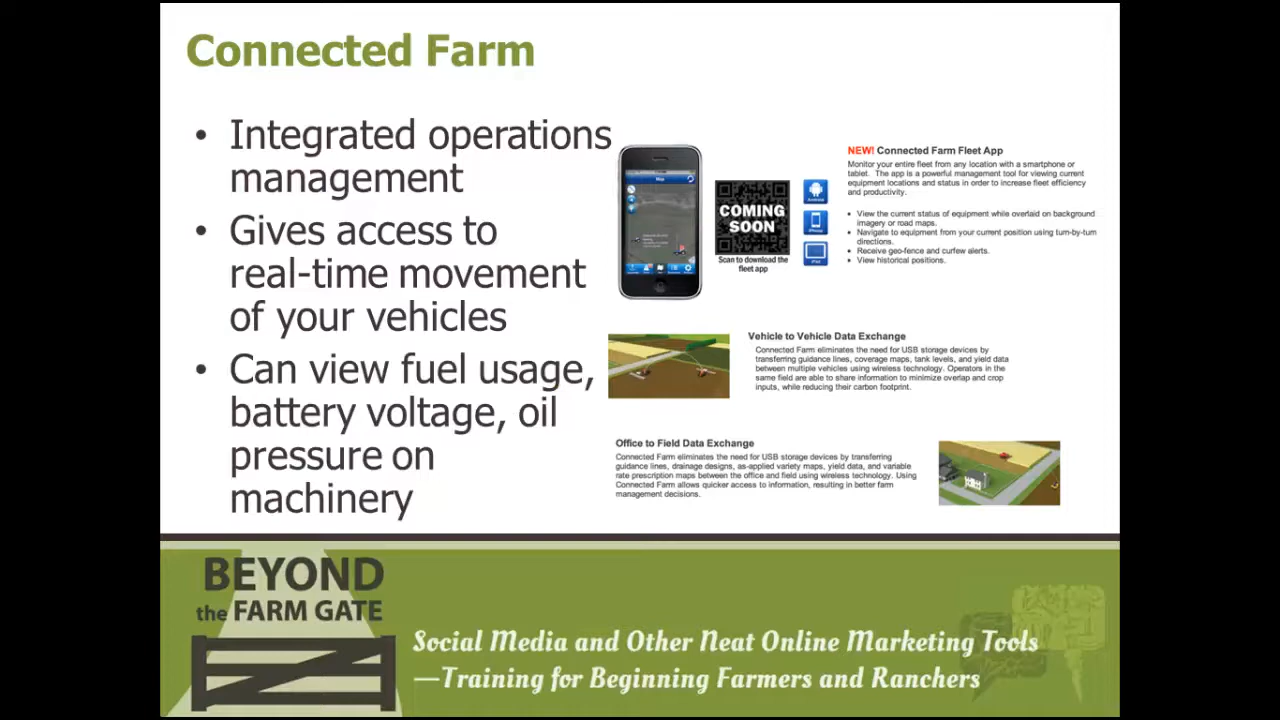 Connected Farm
• Integrated operations
management
• Gives access to
real-time movement
of your vehicles
• Can view fuel usage,
battery voltage, oil
pressure on
machinery
Map
COMING
SOON
Scan to download the
fleet app
Android
iPhone
iPad
NEW! Connected Farm Fleet App
Monitor your entire fleet from any location with a smartphone or
tablet. The app is a powerful management tool for viewing current
equipment locations and status in order to increase fleet efficiency
and productivity.
• View the current status of equipment while overlaid on background
imagery or road maps.
• Navigate to equipment from your current position using turn-by-turn
directions.
• Receive geo-fence and curfew alerts.
• View historical positions.
Vehicle to Vehicle Data Exchange
Connected Farm eliminates the need for USB storage devices by
transferring guidance lines, coverage maps, tank levels, and yield data
between multiple vehicles using wireless technology. Operators in the
same field are able to share information to minimize overlap and crop
inputs, while reducing their carbon footprint.
Office to Field Data Exchange
Connected Farm eliminates the need for USB storage devices by transferring
guidance lines, drainage designs, as-applied variety maps, yield data, and variable
rate prescription maps between the office and field using wireless technology. Using
Connected Farm allows quicker access to information, resulting in better farm
management decisions.
BEYOND
the FARM GATE
Social Media and Other Neat Online Marketing Tools
—Training for Beginning Farmers and Ranchers